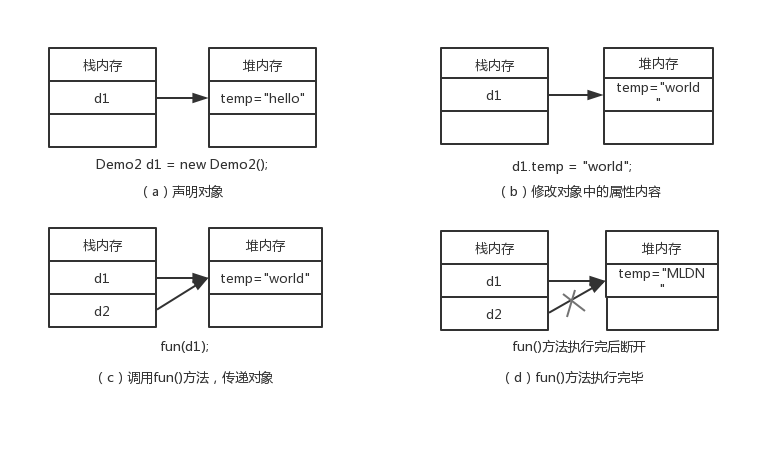 栈内存
堆内存
d1
temp="hello"
Demo2 d1 = new Demo2();
（a）声明对象
栈内存
堆内存
d1
temp="world
"
d1.temp = "world";
（b）修改对象中的属性内容
栈内存
堆内存
d1
temp="world"
d2
fun(d1);
（c）调用fun()方法，传递对象
栈内存
堆内存
d1
temp="MLDN
"
d2
fun()方法执行完后断开
（d）fun()方法执行完毕